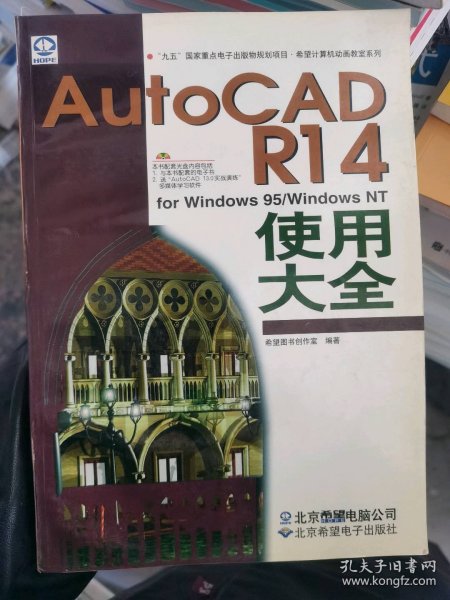 HOPE
"九五"国家重点电子出版物规划项目·希望计算机动画教室系列
AutoCAD
R14
本书配套光盘内容包括:
1. 与本书配套的电子书
2. 送"AutoCAD 13.0实战演练"
多媒体学习软件
for Windows 95/Windows NT
使用
大全
希望图书创作室 编著
HOPE
北京希望电脑公司
北京希望电子出版社
孔夫子旧书网
www.kongfz.com